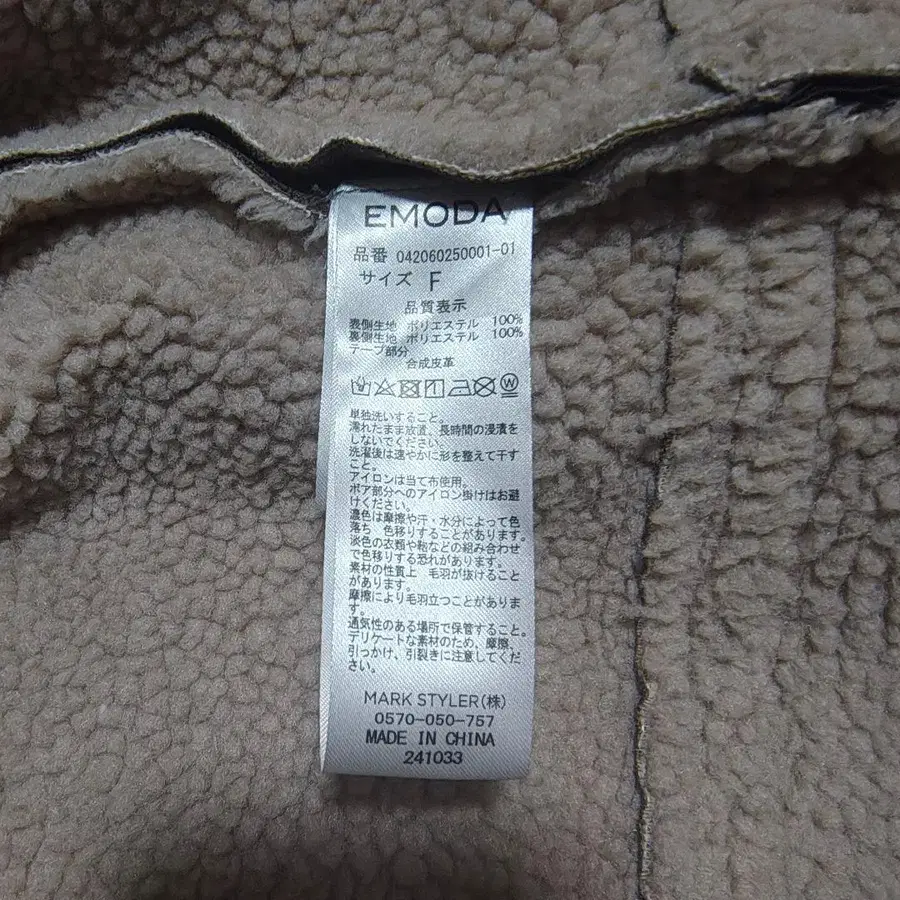 EMODA
品番 042060250001-01
サイズ F
品質表示
表側生地 ポリエステル 100%
裏側生地 ポリエステル 100%
テープ部分
合成皮革
単独洗いすること。
濡れたまま放置、長時間の浸漬を
しないでください。
洗濯後は速やかに形を整えて干す
こと。
アイロンは当て布使用。
ボア部分へのアイロン掛けはお避
けください。
濃色は摩擦や汗・水分によって色
落ち 色移りすることがあります。
淡色の衣類や鞄などの組み合わせ
で色移りする恐れがあります。
素材の性質上 毛羽が抜けること
があります。
摩擦により毛羽立つことがありま
す。
通気性のある場所で保管すること。
デリケートな素材のため、摩擦、
引っかけ、引裂きに注意してくだ
さい。
MARK STYLER(株)
0570-050-757
MADE IN CHINA
241033